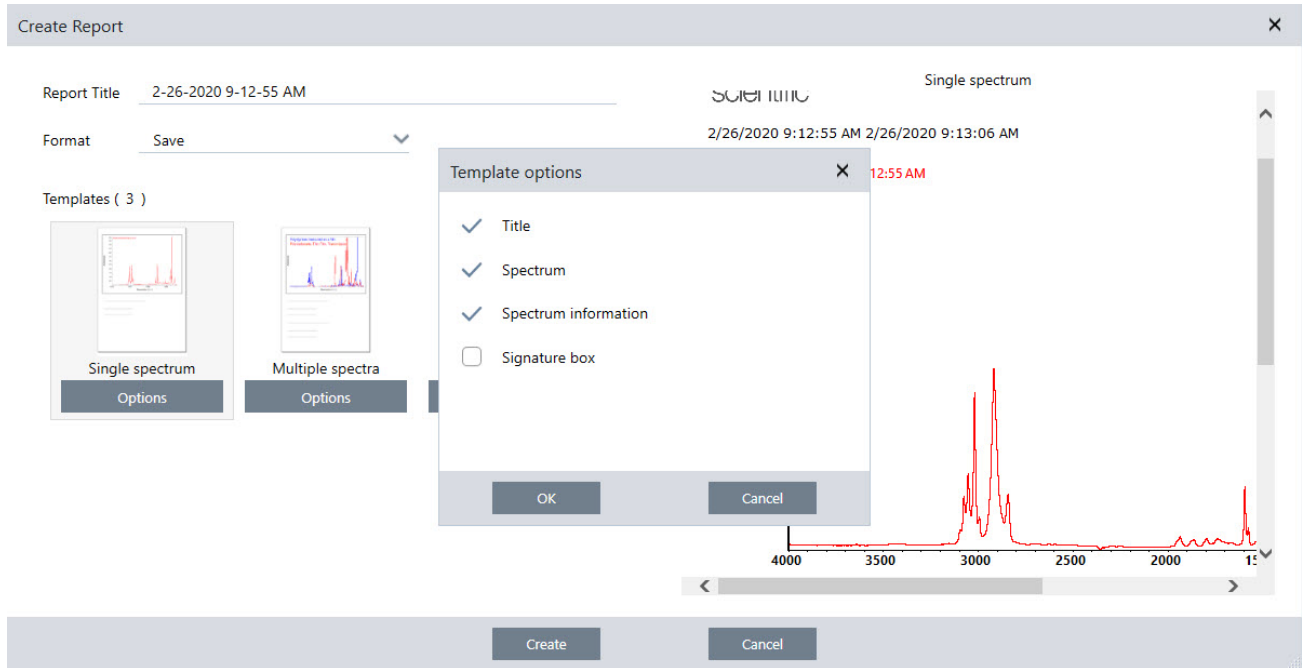 Create Report
Report Title 2-26-2020 9-12-55 AM
Format Save
Templates ( 3 )
Single spectrum
Options
Multiple spectra
Options
Template options
Title
Spectrum
Spectrum information
Signature box
OK Cancel
Single spectrum
scientific
2/26/2020 9:12:55 AM 2/26/2020 9:13:06 AM
12:55 AM
4000 3500 3000 2500 2000
Create Cancel